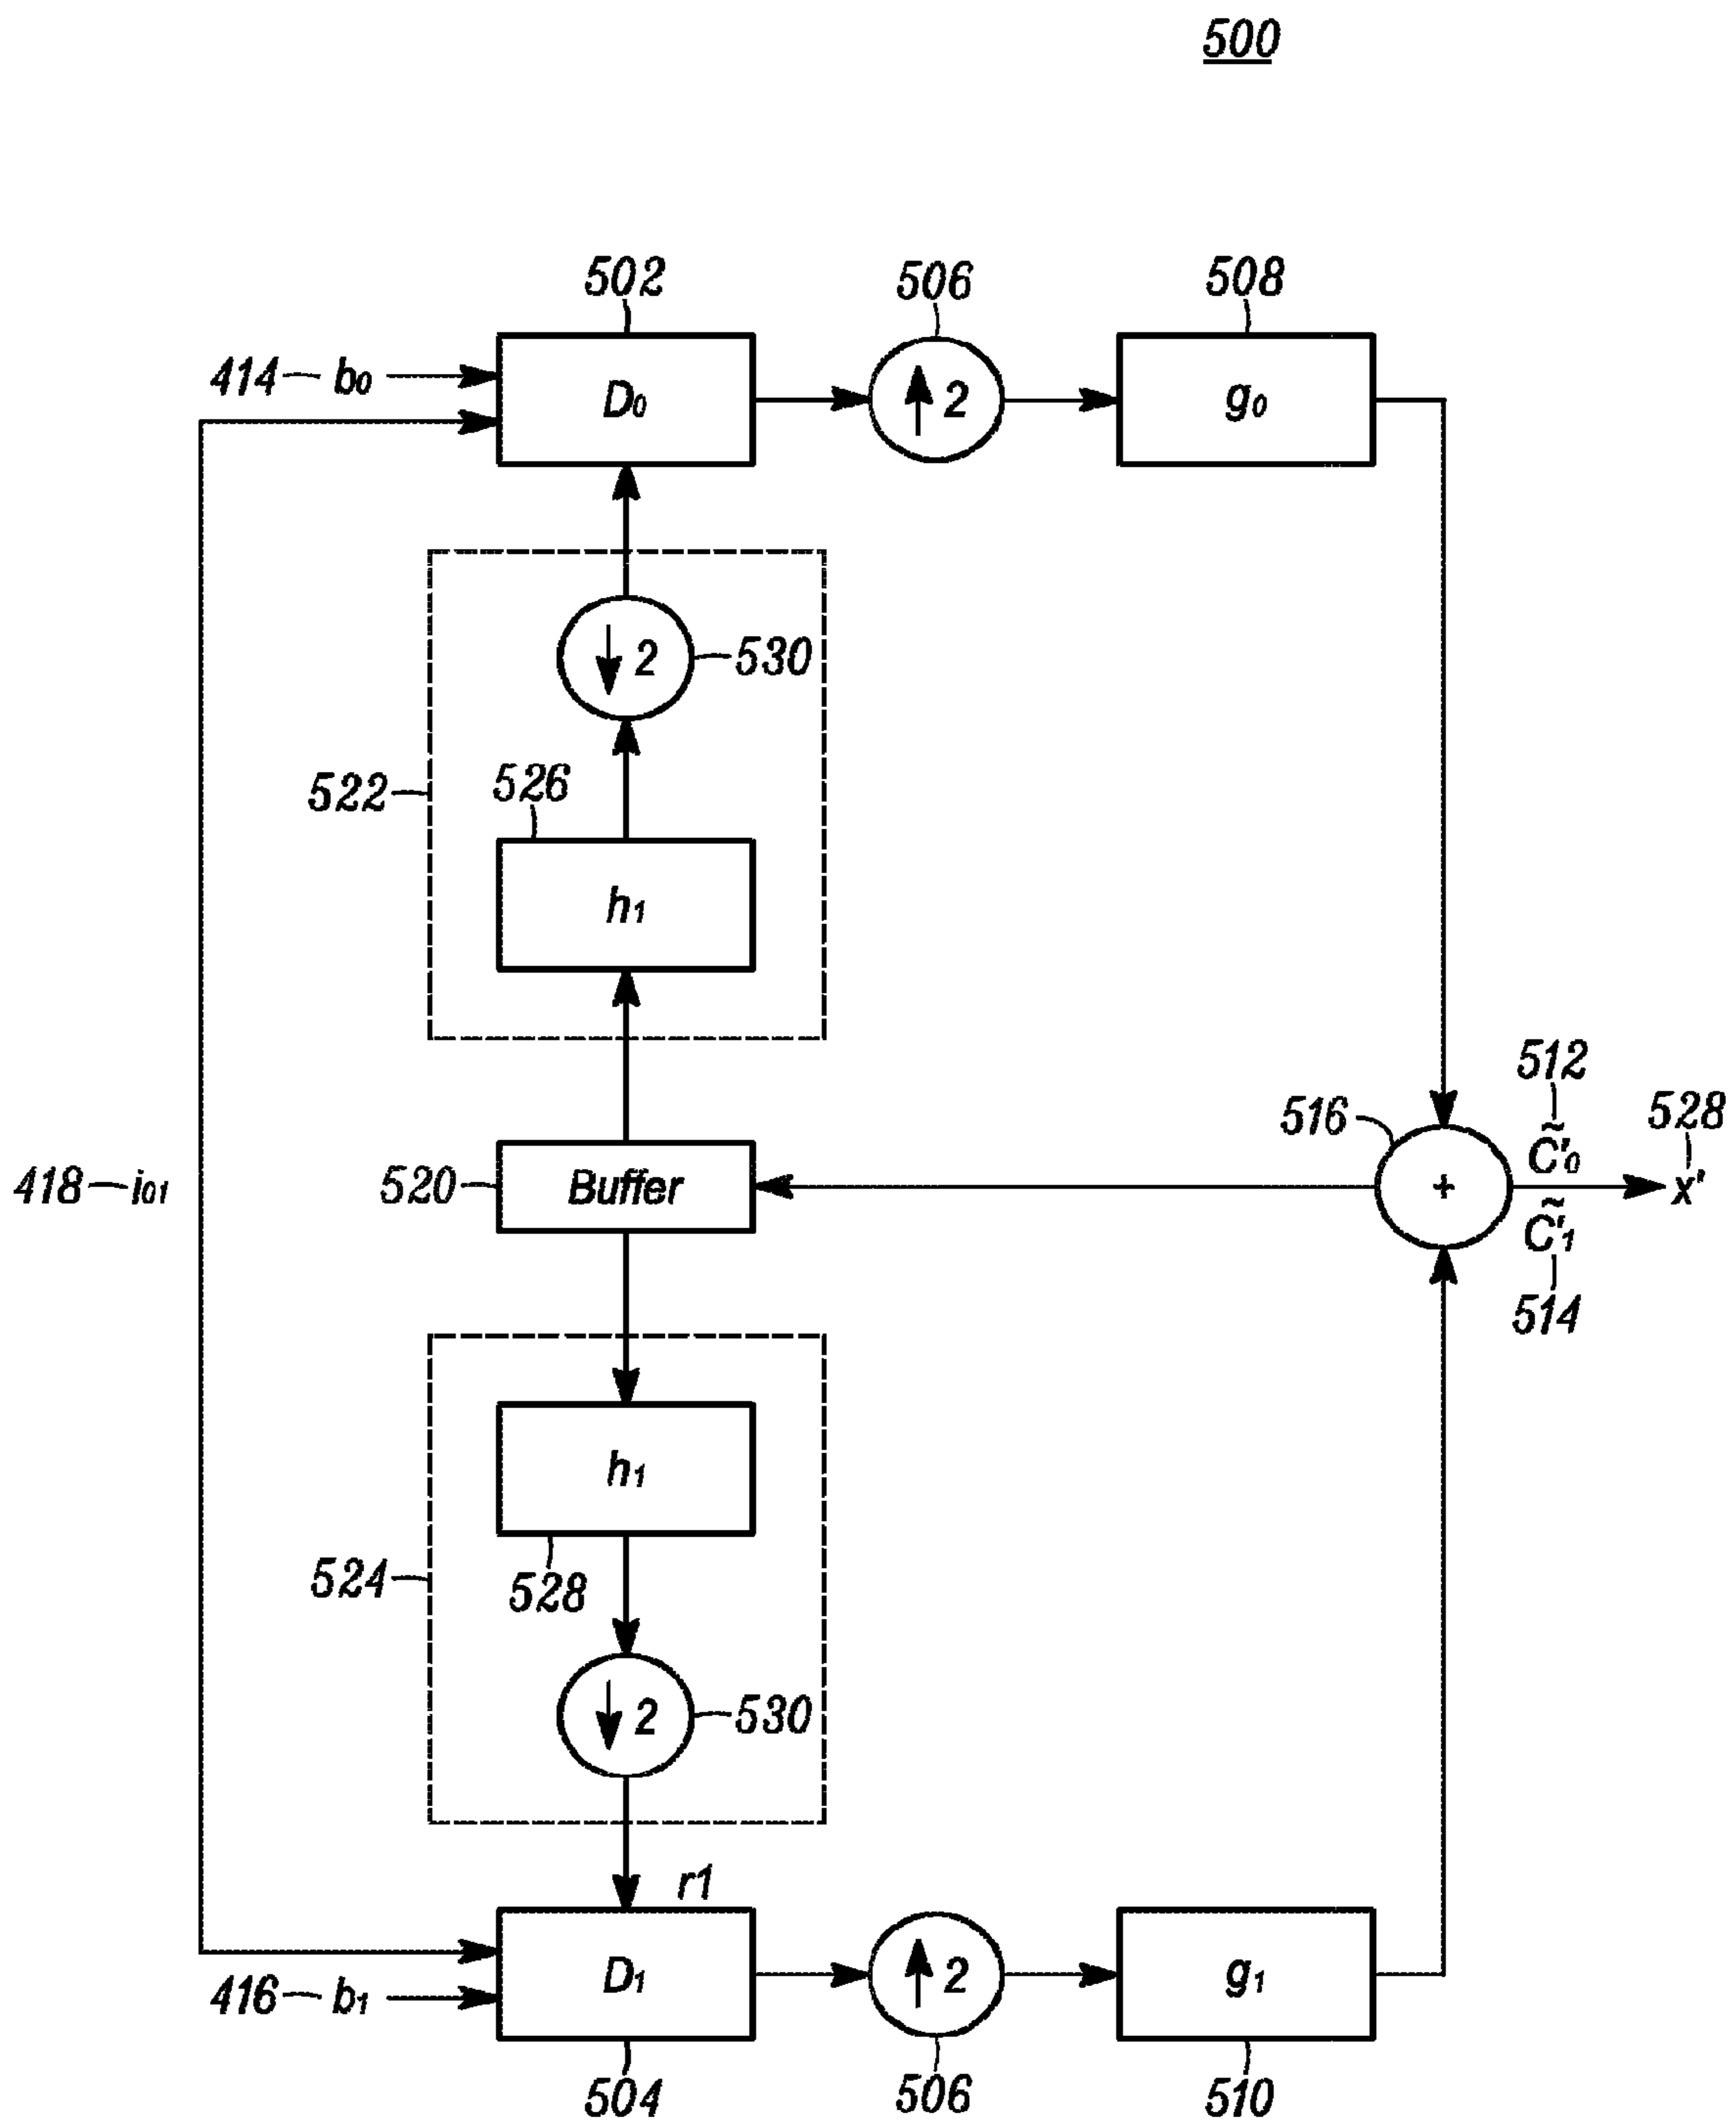 500
502
506
508
414 b₀
D₀
↑ 2
g₀
↓ 2
530
522
526
h₁
512
516
C̃'₀
528
418 i₀₁
520
Buffer
+
x'
C̃'₁
514
h₁
524
528
↓ 2
530
r1
D₁
↑ 2
g₁
416 b₁
504
506
510